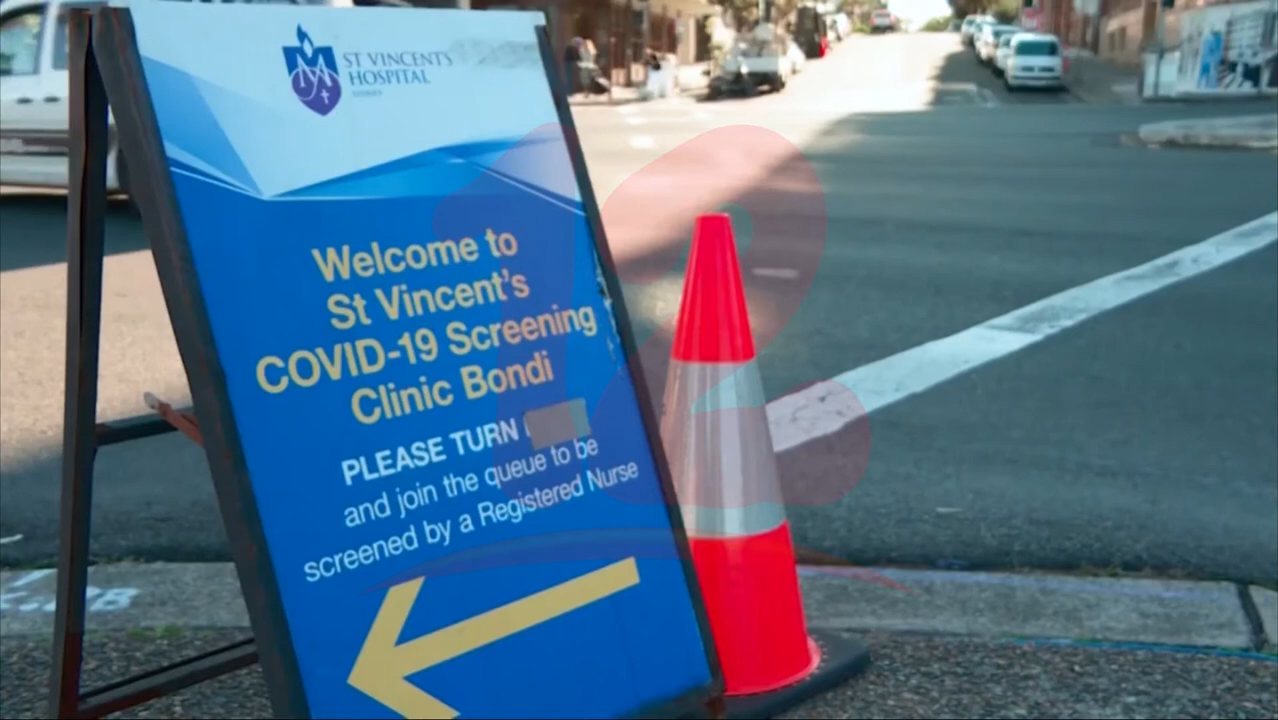 ST VINCENT'S
HOSPITAL
SYDNEY
Welcome to
St Vincent's
COVID-19 Screening
Clinic Bondi
PLEASE TURN
and join the queue to be
screened by a Registered Nurse